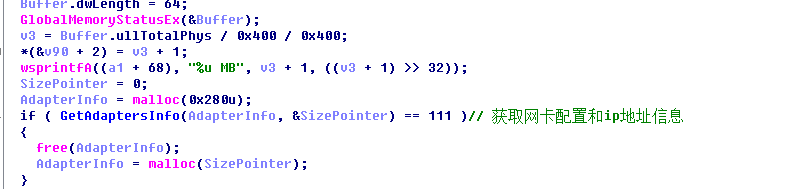 Buffer.dwLength = 64;
GlobalMemoryStatusEx(&Buffer);
v3 = Buffer.ullTotalPhys / 0x400 / 0x400;
*(&v90 + 2) = v3 + 1;
wsprintfA((a1 + 68), "%u MB", v3 + 1, ((v3 + 1) >> 32));
SizePointer = 0;
AdapterInfo = malloc(0x280u);
if ( GetAdaptersInfo(AdapterInfo, &SizePointer) == 111 )// 获取网卡配置和ip地址信息
{
free(AdapterInfo);
AdapterInfo = malloc(SizePointer);
}